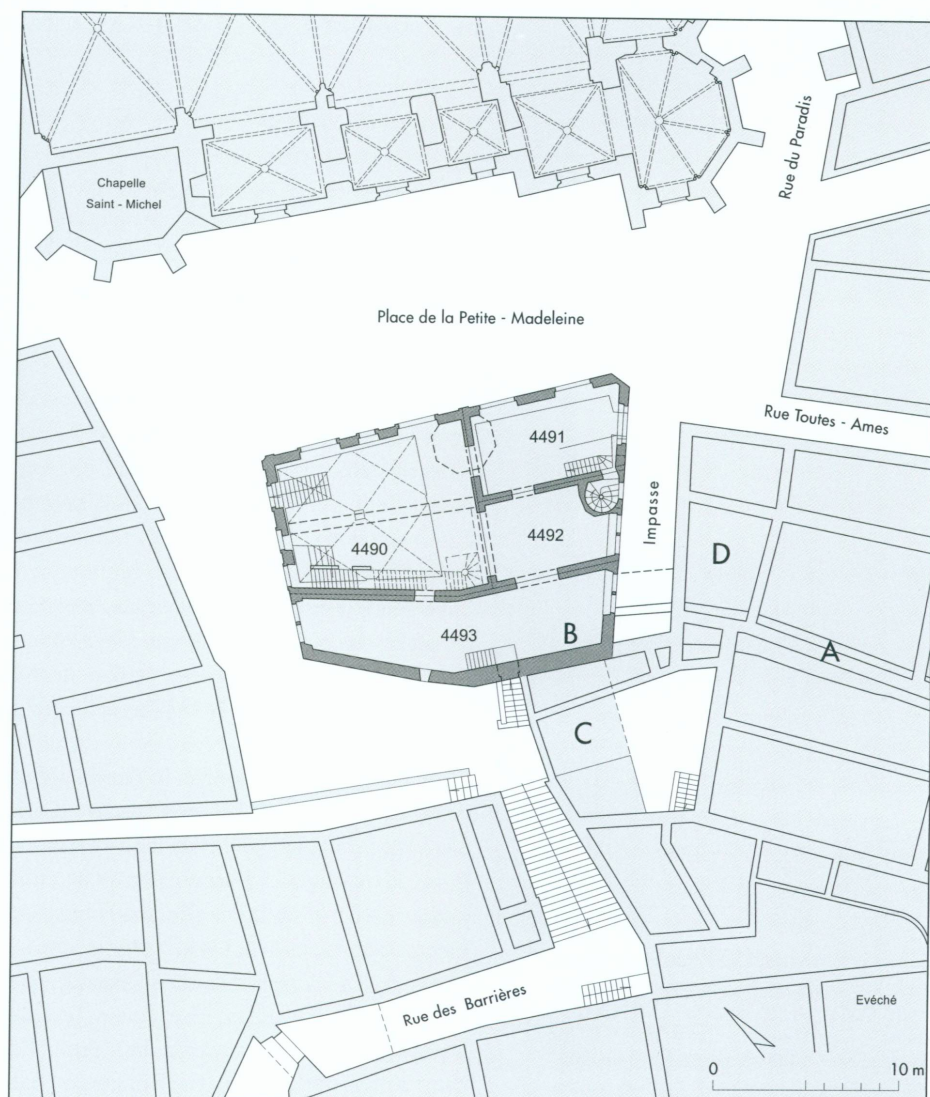 Chapelle
Saint - Michel
Rue du Paradis
Place de la Petite - Madeleine
Rue Toutes - Ames
4491
Impasse
4492
4490
D
4493
B
A
C
Rue des Barrières
Evéché
0 10 m